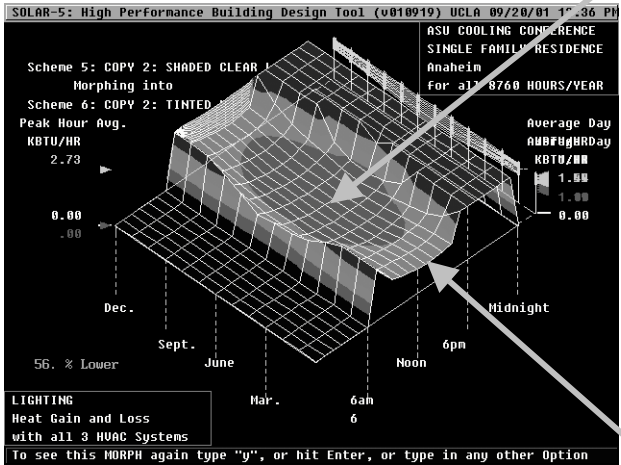 SOLAR-5: High Performance Building Design Tool (v010919) UCLA 09/20/01 PM
ASU COOLING CONFERENCE
SINGLE FAMILY RESIDENCE
Anaheim
for all 8760 HOURS/YEAR
Scheme 5: COPY 2: SHADED CLEAR
Morphing into
Scheme 6: COPY 2: TINTED
Peak Hour Avg.
KBTU/HR
2.73
0.00
.00
Average Day
Day
KBTU/HR
0.00
Dec.
Sept.
June
Mar.
6am
6
Noon
6pm
Midnight
56. % Lower
LIGHTING
Heat Gain and Loss
with all 3 HVAC Systems
To see this MORPH again type "y", or hit Enter, or type in any other Option